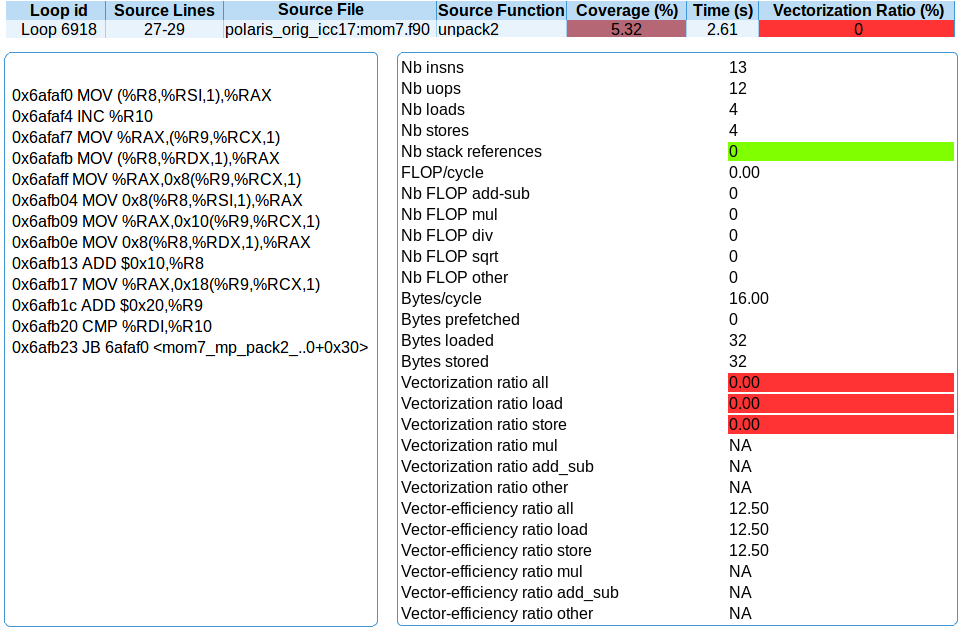 Loop id Source Lines Source File Source Function Coverage (%) Time (s) Vectorization Ratio (%)
Loop 6918 27-29 polaris_orig_icc17:mom7.f90 unpack2 5.32 2.61 0
0x6afaf0 MOV (%R8,%RSI,1),%RAX
0x6afaf4 INC %R10
0x6afaf7 MOV %RAX,(%R9,%RCX,1)
0x6afafb MOV (%R8,%RDX,1),%RAX
0x6afaff MOV %RAX,0x8(%R9,%RCX,1)
0x6afb04 MOV 0x8(%R8,%RSI,1),%RAX
0x6afb09 MOV %RAX,0x10(%R9,%RCX,1)
0x6afb0e MOV 0x8(%R8,%RDX,1),%RAX
0x6afb13 ADD $0x10,%R8
0x6afb17 MOV %RAX,0x18(%R9,%RCX,1)
0x6afb1c ADD $0x20,%R9
0x6afb20 CMP %RDI,%R10
0x6afb23 JB 6afaf0 <mom7_mp_pack2_..0+0x30>
Nb insns 13
Nb uops 12
Nb loads 4
Nb stores 4
Nb stack references 0
FLOP/cycle 0.00
Nb FLOP add-sub 0
Nb FLOP mul 0
Nb FLOP div 0
Nb FLOP sqrt 0
Nb FLOP other 0
Bytes/cycle 16.00
Bytes prefetched 0
Bytes loaded 32
Bytes stored 32
Vectorization ratio all 0.00
Vectorization ratio load 0.00
Vectorization ratio store 0.00
Vectorization ratio mul NA
Vectorization ratio add_sub NA
Vectorization ratio other NA
Vector-efficiency ratio all 12.50
Vector-efficiency ratio load 12.50
Vector-efficiency ratio store 12.50
Vector-efficiency ratio mul NA
Vector-efficiency ratio add_sub NA
Vector-efficiency ratio other NA